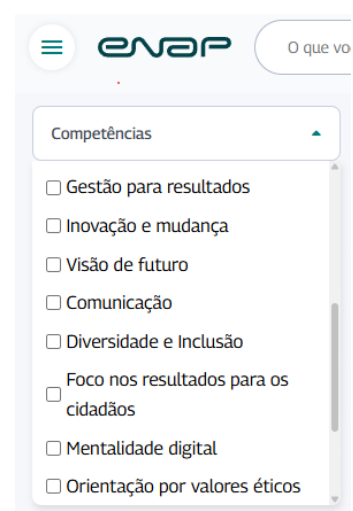 enap
O que vo
Competências
Gestão para resultados
Inovação e mudança
Visão de futuro
Comunicação
Diversidade e Inclusão
Foco nos resultados para os
cidadãos
Mentalidade digital
Orientação por valores éticos